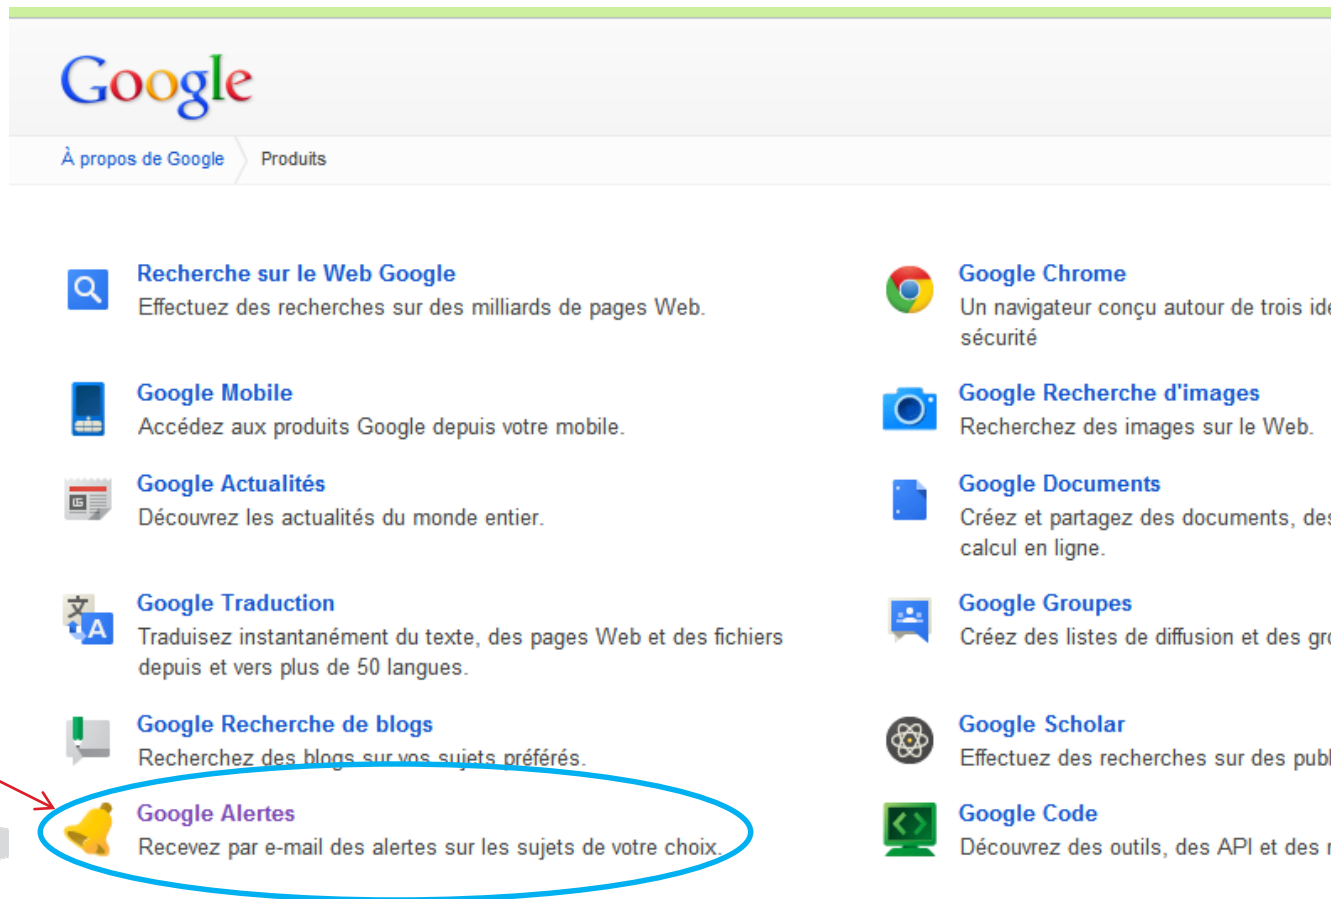 Google
À propos de Google Produits
Recherche sur le Web Google
Effectuez des recherches sur des milliards de pages Web.
Google Mobile
Accédez aux produits Google depuis votre mobile.
Google Actualités
Découvrez les actualités du monde entier.
Google Traduction
Traduisez instantanément du texte, des pages Web et des fichiers
depuis et vers plus de 50 langues.
Google Recherche de blogs
Recherchez des blogs sur vos sujets préférés.
Google Alertes
Recevez par e-mail des alertes sur les sujets de votre choix.
Google Chrome
Un navigateur conçu autour de trois
sécurité
Google Recherche d'images
Recherchez des images sur le Web.
Google Documents
Créez et partagez des documents, des
calcul en ligne.
Google Groupes
Créez des listes de diffusion et des
Google Scholar
Effectuez des recherches sur des
Google Code
Découvrez des outils, des API et des